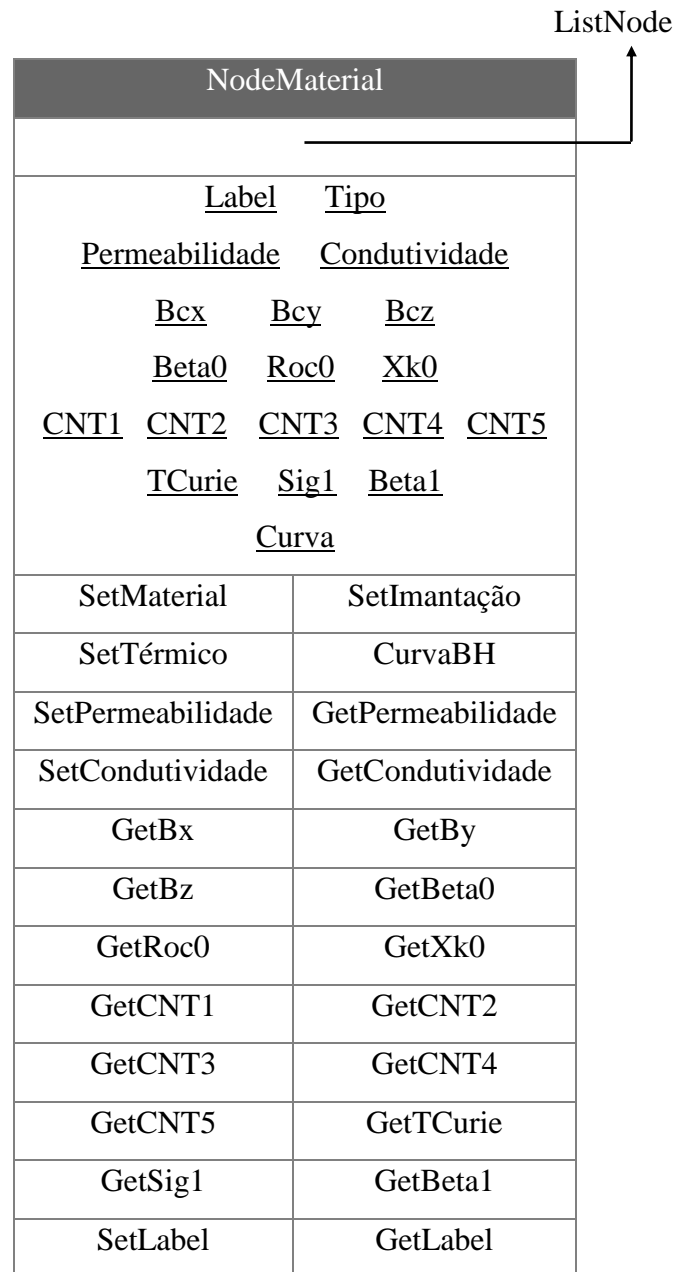 ListNode
NodeMaterial
Label Tipo
Permeabilidade Condutividade
Bcx Bcy Bcz
Beta0 Roc0 Xk0
CNT1 CNT2 CNT3 CNT4 CNT5
TCurie Sig1 Beta1
Curva
SetMaterial SetImantação
SetTérmico CurvaBH
SetPermeabilidade GetPermeabilidade
SetCondutividade GetCondutividade
GetBx GetBy
GetBz GetBeta0
GetRoc0 GetXk0
GetCNT1 GetCNT2
GetCNT3 GetCNT4
GetCNT5 GetTCurie
GetSig1 GetBeta1
SetLabel GetLabel